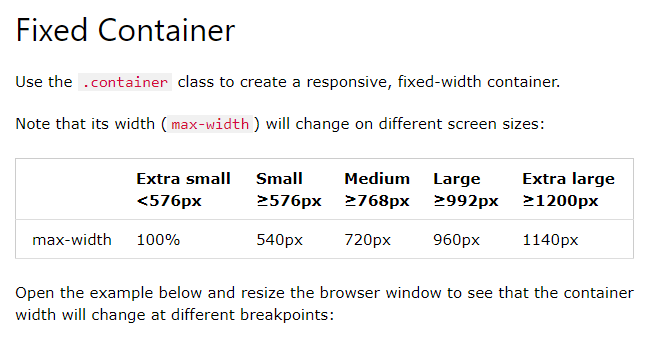 Fixed Container
Use the .container class to create a responsive, fixed-width container.
Note that its width ( max-width ) will change on different screen sizes:
Extra small Small Medium Large Extra large
<576px ≥576px ≥768px ≥992px ≥1200px
max-width 100% 540px 720px 960px 1140px
Open the example below and resize the browser window to see that the container
width will change at different breakpoints: